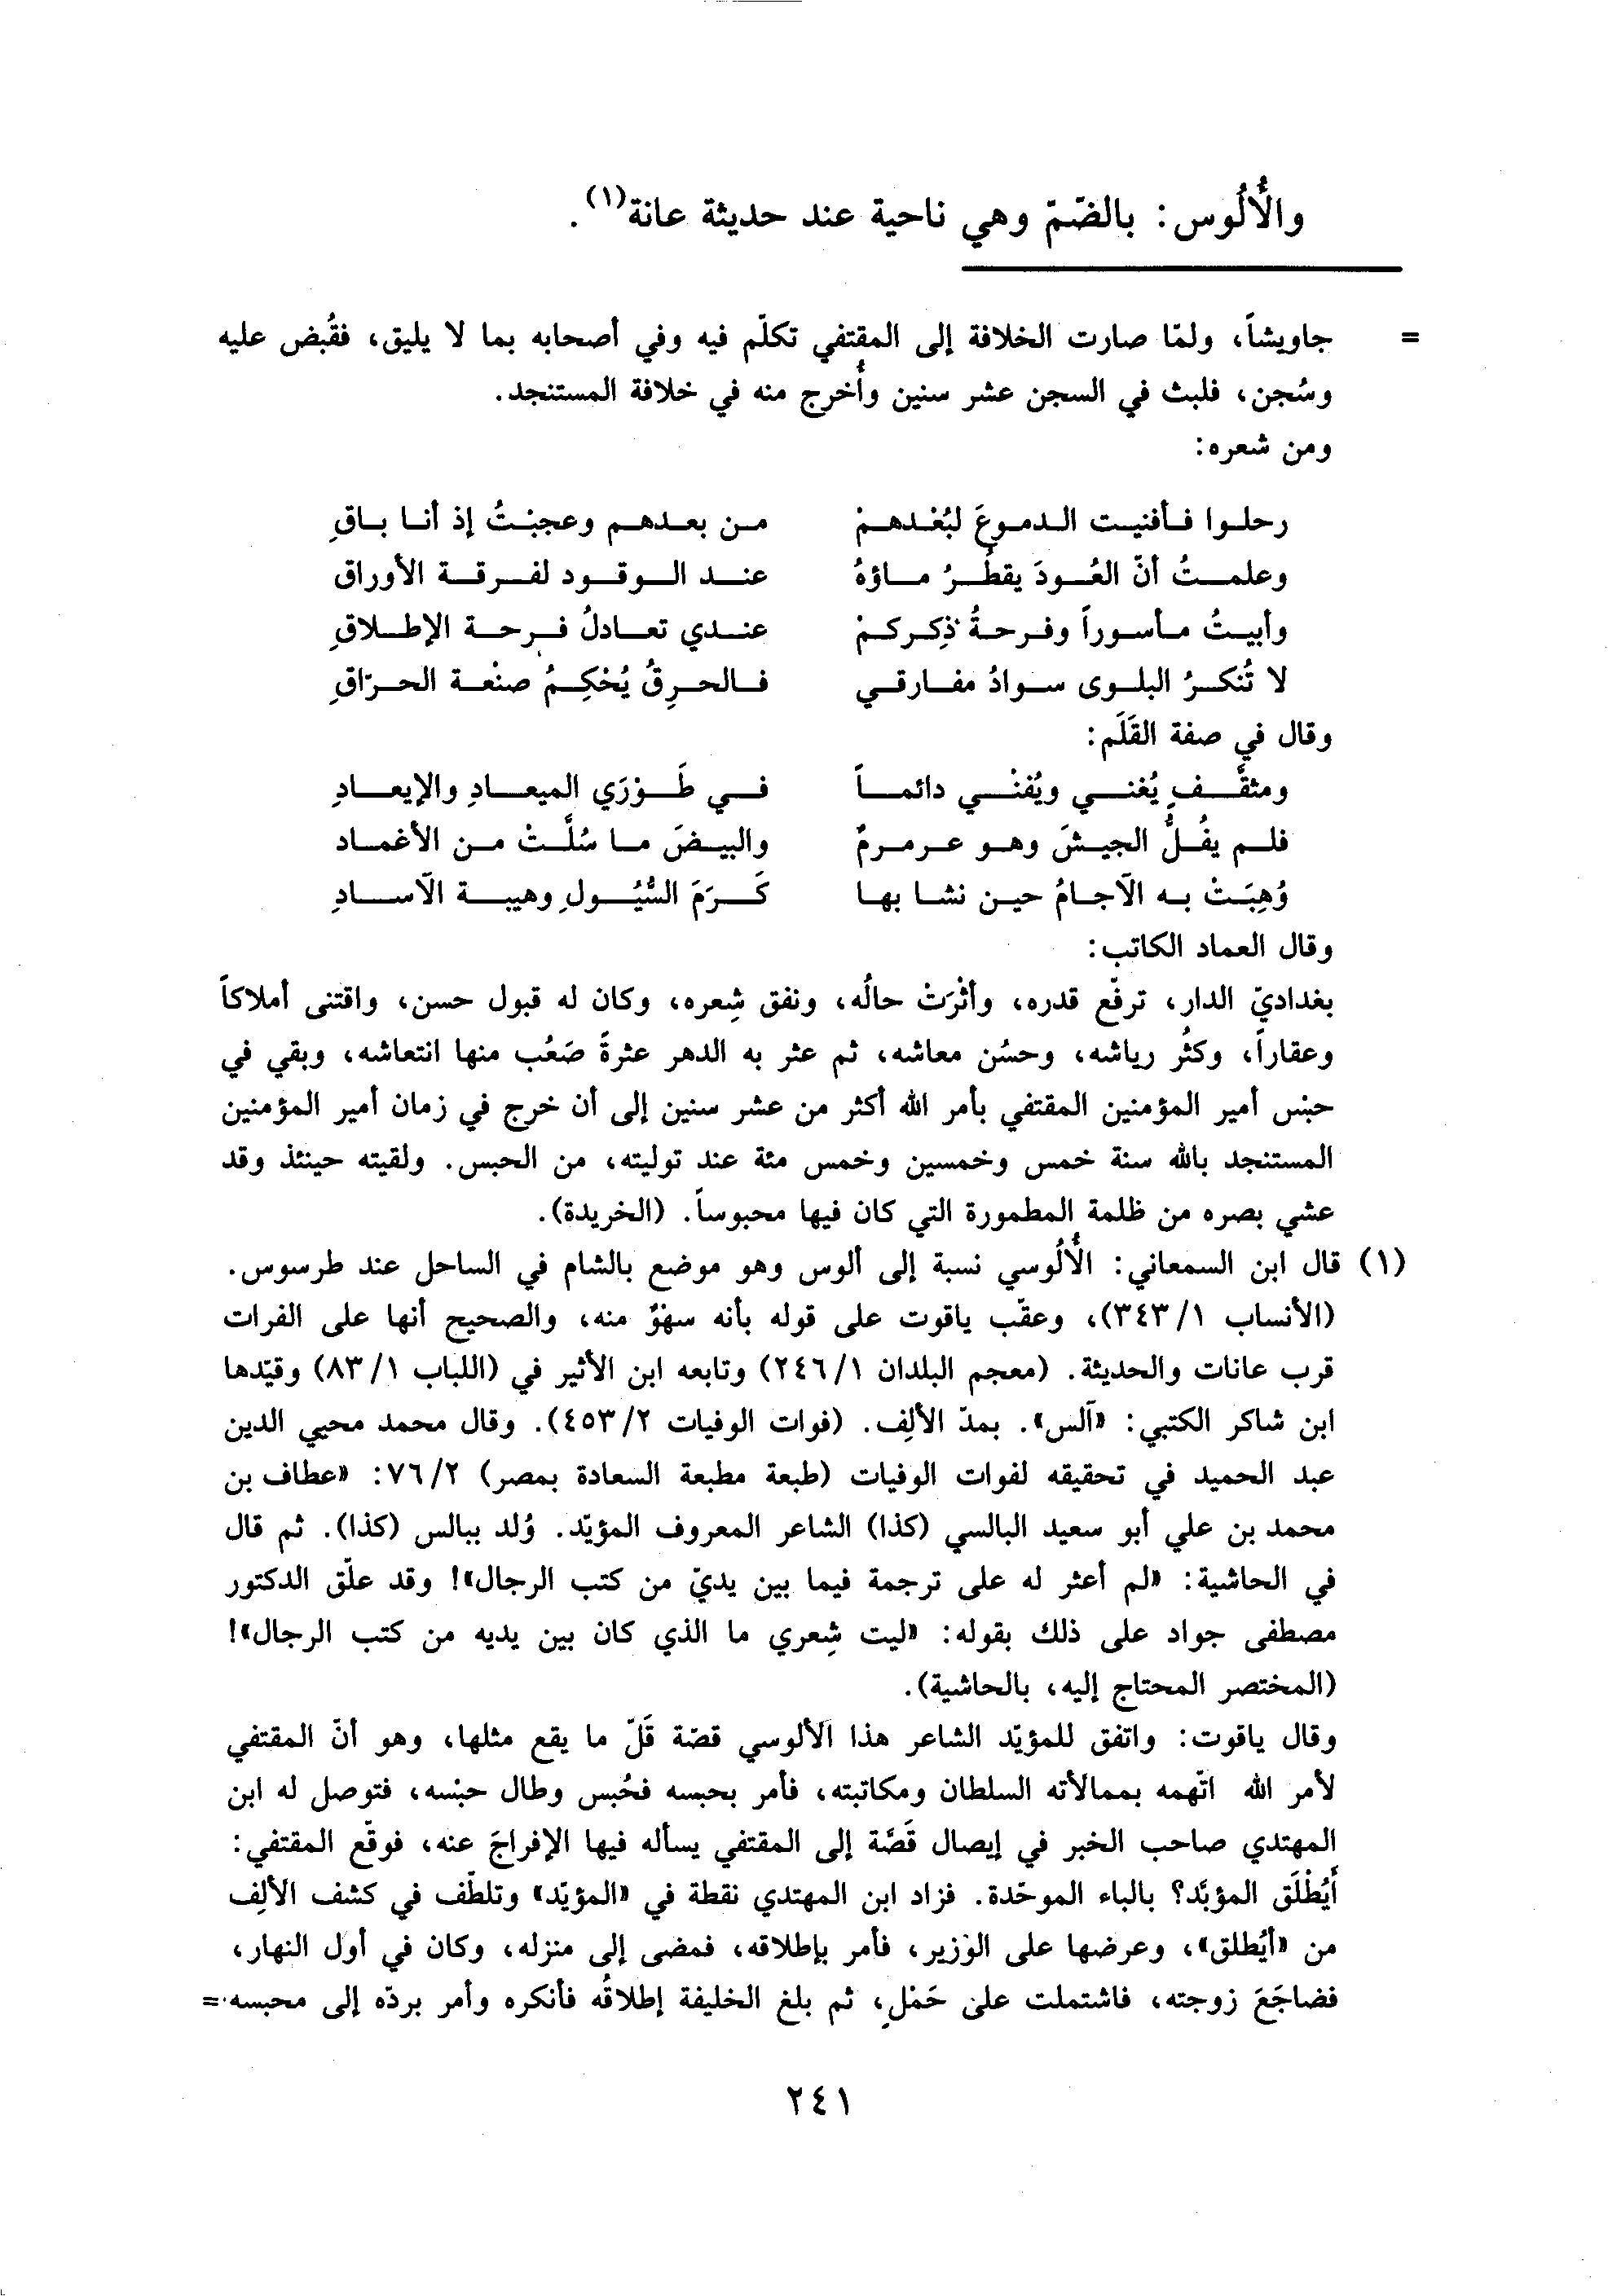 والأُلُوس: بالضّمّ وهي ناحية عند حديثة عانة(١).
= جاويشاً، ولمّا صارت الخلافة إلى المقتفي تكلّم فيه وفي أصحابه بما لا يليق، فقُبض عليه
وسُجن، فلبث في السجن عشر سنين وأُخرج منه في خلافة المستنجد.
ومن شعره:
رحلوا فأفنيت الدموعَ لبُعْدهمْ من بعدهم وعجبْتُ إذ أنا باقِ
وعلمتُ أنّ العُودَ يقطُرُ ماؤهُ عند الوقود لفرقة الأوراق
وأبيتُ مأسوراً وفرحةُ ذِكركمْ عندي تعادلُ فرحة الإطلاقِ
لا تُنكرُ البلوى سوادُ مفارقي فالحرقُ يُحْكِمُ صنْعة الحرّاقِ
وقال في صفة القَلَم:
ومثقَّفٍ يُغني ويُفنْي دائماً في طَوْرَي الميعادِ والإيعادِ
فلم يفُلُّ الجيشَ وهو عرمرمٌ والبيضَ ما سُلَّتْ من الأغماد
وُهِبَتْ به الآجامُ حين نشا بها كَرَمَ السُّيُولِ وهيبة الآسادِ
وقال العماد الكاتب:
بغداديّ الدار، ترفّع قدره، وأثْرَتْ حالُه، ونفق شِعره، وكان له قبول حسن، واقتنى أملاكاً
وعقاراً، وكثُر رياشه، وحسُن معاشه، ثم عثر به الدهر عثرةً صَعُب منها انتعاشه، وبقي في
حبْس أمير المؤمنين المقتفي بأمر الله أكثر من عشر سنين إلى أن خرج في زمان أمير المؤمنين
المستنجد بالله سنة خمس وخمسين وخمس مئة عند توليته، من الحبس. ولقيته حينئذ وقد
عشي بصره من ظلمة المطمورة التي كان فيها محبوساً. (الخريدة).
(١) قال ابن السمعاني: الأُلُوسي نسبة إلى ألوس وهو موضع بالشام في الساحل عند طرسوس.
(الأنساب ٣٤٣/١)، وعقّب ياقوت على قوله بأنه سهْوٌ منه، والصحيح أنها على الفرات
قرب عانات والحديثة. (معجم البلدان ٢٤٦/١) وتابعه ابن الأثير في (اللباب ٨٣/١) وقيّدها
ابن شاكر الكتبي: «آلس». بمدّ الألِف. (فوات الوفيات ٤٥٣/٢). وقال محمد محيي الدين
عبد الحميد في تحقيقه لفوات الوفيات (طبعة مطبعة السعادة بمصر) ٧٦/٢: «عطاف بن
محمد بن علي أبو سعيد البالسي (كذا) الشاعر المعروف المؤيّد. وُلد ببالس (كذا). ثم قال
في الحاشية: «لم أعثر له على ترجمة فيما بين يديّ من كتب الرجال»! وقد علّق الدكتور
مصطفى جواد على ذلك بقوله: «ليت شِعري ما الذي كان بين يديه من كتب الرجال»!
(المختصر المحتاج إليه، بالحاشية).
وقال ياقوت: واتفق للمؤيّد الشاعر هذا الألوسي قصّة قَلّ ما يقع مثلها، وهو أنّ المقتفي
لأمر الله اتّهمه بممالأته السلطان ومكاتبته، فأمر بحبسه فحُبس وطال حبْسه، فتوصل له ابن
المهتدي صاحب الخبر في إيصال قَصَّة إلى المقتفي يسأله فيها الإفراجَ عنه، فوقّع المقتفي:
أَيُطْلَق المؤبَّد؟ بالباء الموحّدة. فزاد ابن المهتدي نقطة في «المؤيّد» وتلطّف في كشف الألِف
من «أيُطلق»، وعرضها على الوزير، فأمر بإطلاقه، فمضى إلى منزله، وكان في أول النهار،
فضاجَعَ زوجته، فاشتملت على حَمْلٍ، ثم بلغ الخليفة إطلاقُه فأنكره وأمر بردّه إلى محبسه =
٢٤١